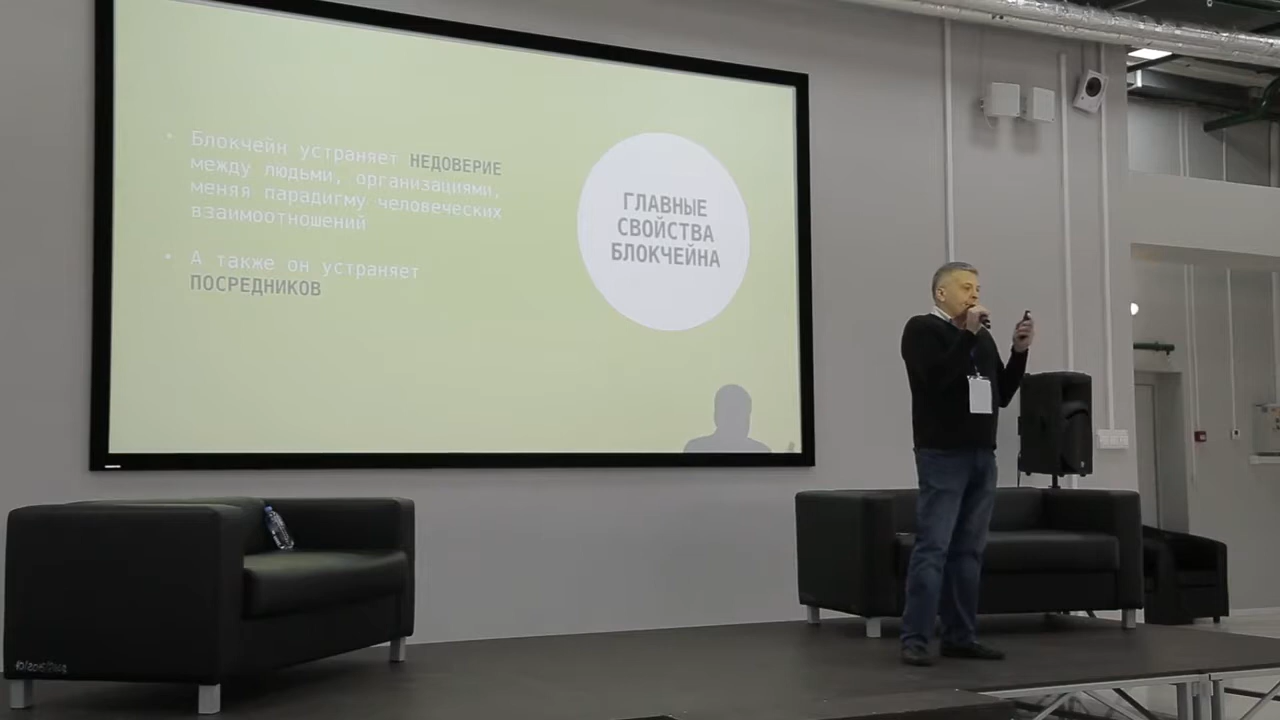 • Блокчейн устраняет НЕДОВЕРИЕ
между людьми, организациями,
меняя парадигму человеческих
взаимоотношений
• А также он устраняет
ПОСРЕДНИКОВ
ГЛАВНЫЕ
СВОЙСТВА
БЛОКЧЕЙНА